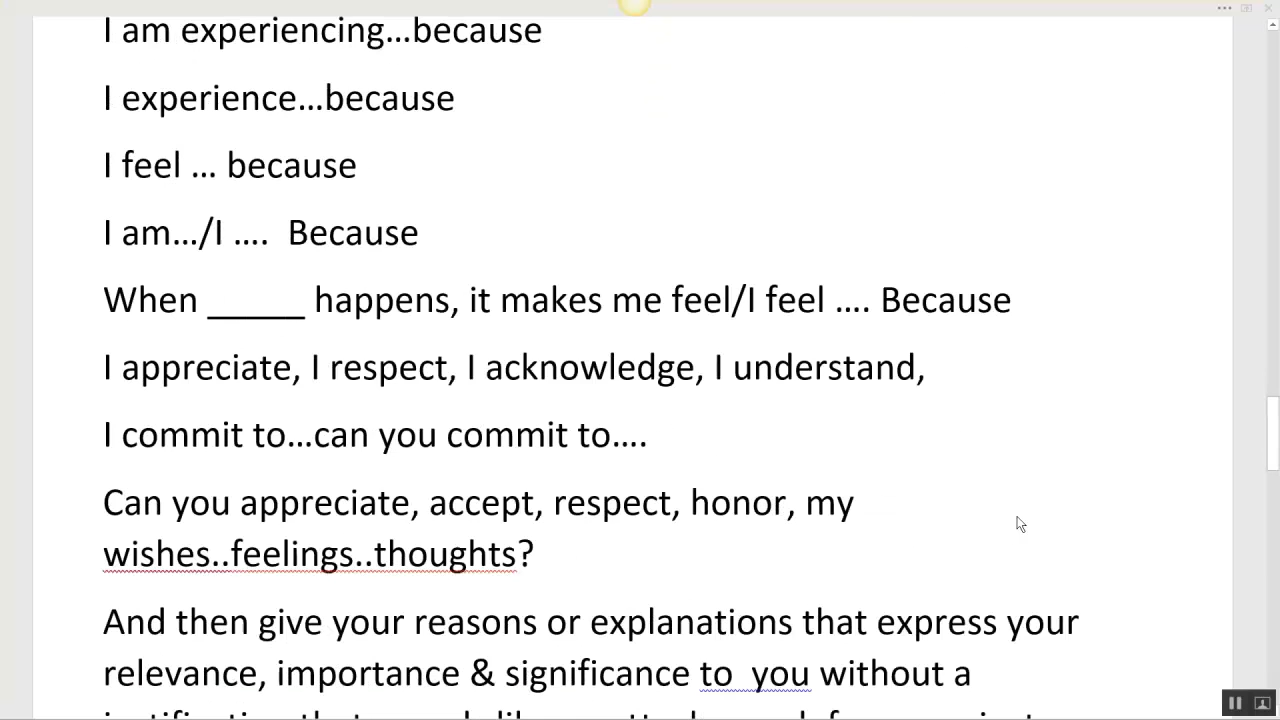 I am experiencing...because
I experience...because
I feel ... because
I am.../I ....  Because
When ______ happens, it makes me feel/I feel .... Because
I appreciate, I respect, I acknowledge, I understand,
I commit to...can you commit to....
Can you appreciate, accept, respect, honor, my
wishes..feelings..thoughts?
And then give your reasons or explanations that express your
relevance, importance & significance to  you without a